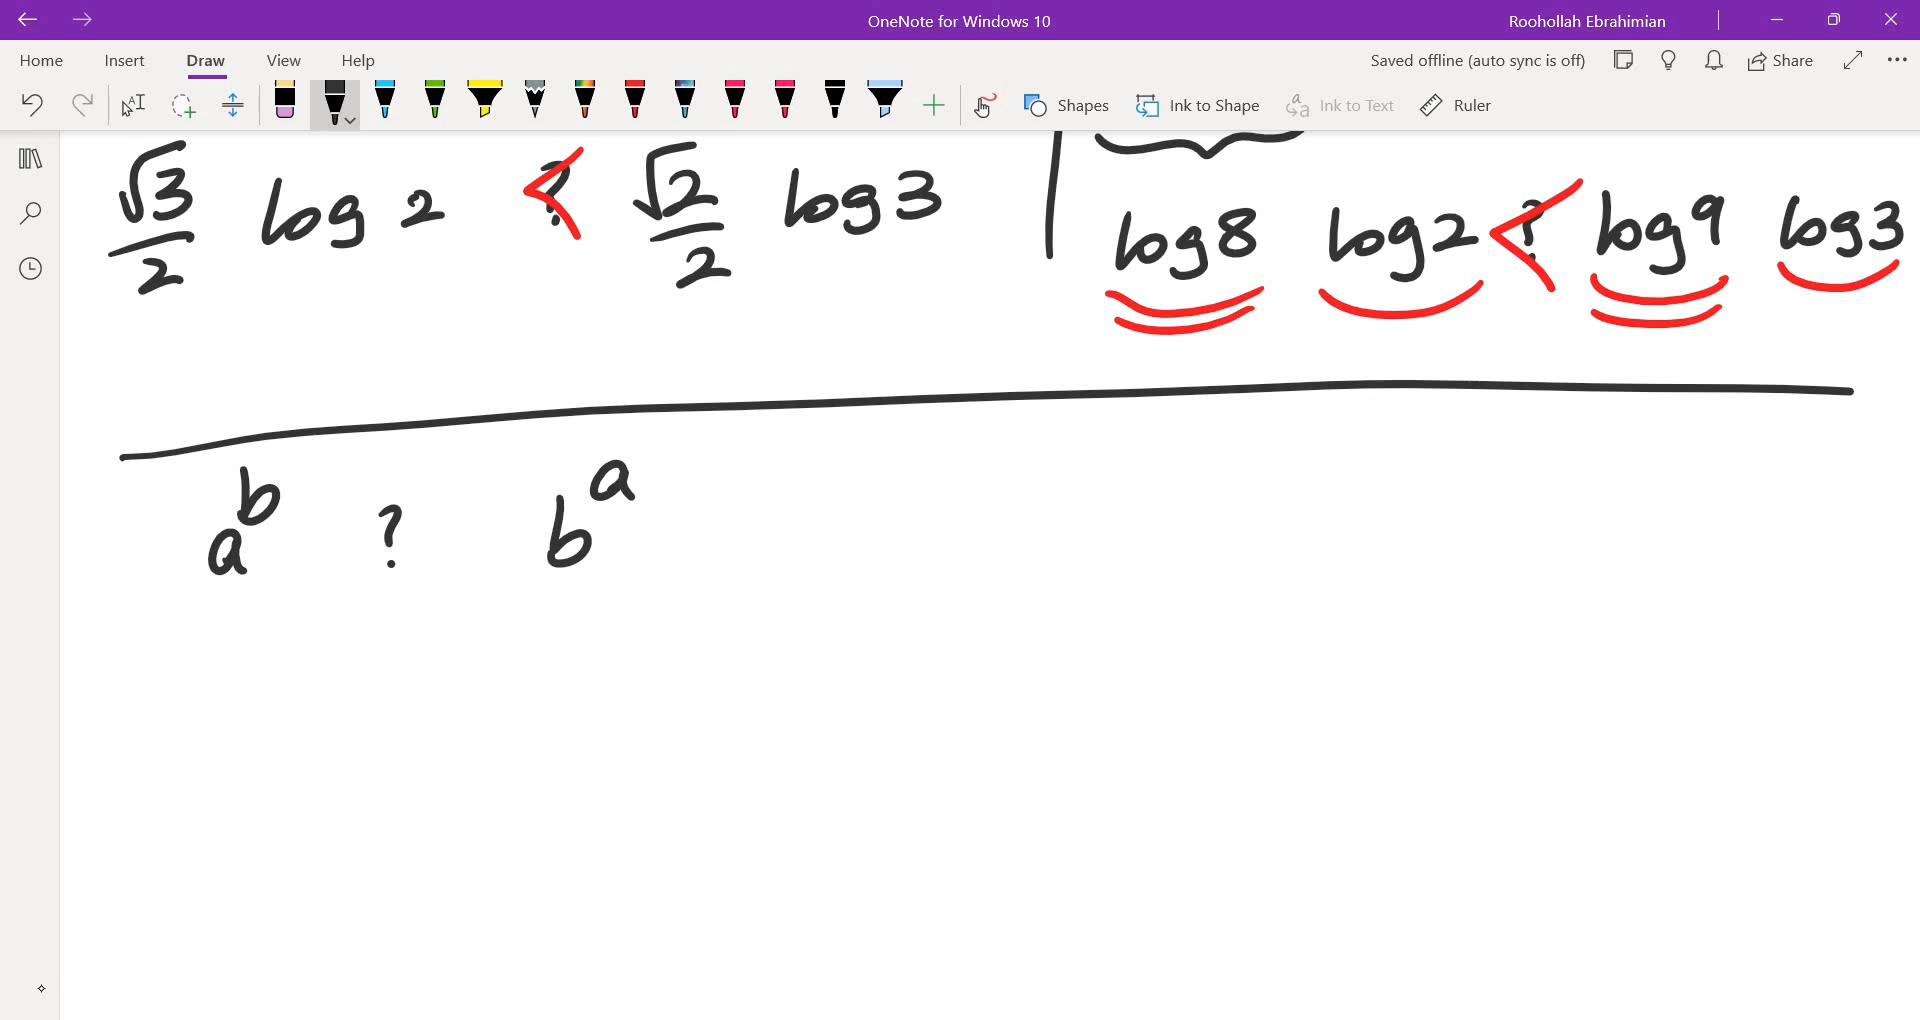 OneNote for Windows 10
Roohollah Ebrahimian
Home Insert Draw View Help
Saved offline (auto sync is off) Share
Shapes Ink to Shape Ink to Text Ruler
√3/2 log 2 <? √2/2 log 3
log 8 log 2 <? log 9 log 3
a^b ? b^a